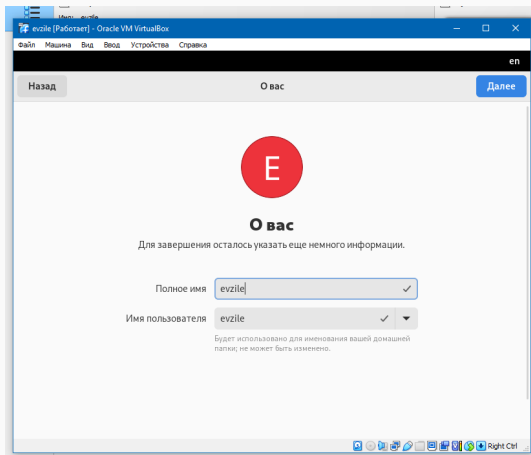 Имя: evzile
evzile [Работает] - Oracle VM VirtualBox
Файл Машина Вид Ввод Устройства Справка
en
Назад О вас Далее
E
О вас
Для завершения осталось указать еще немного информации.
Полное имя evzile
Имя пользователя evzile
Будет использовано для именования вашей домашней
папки; не может быть изменено.
Right Ctrl